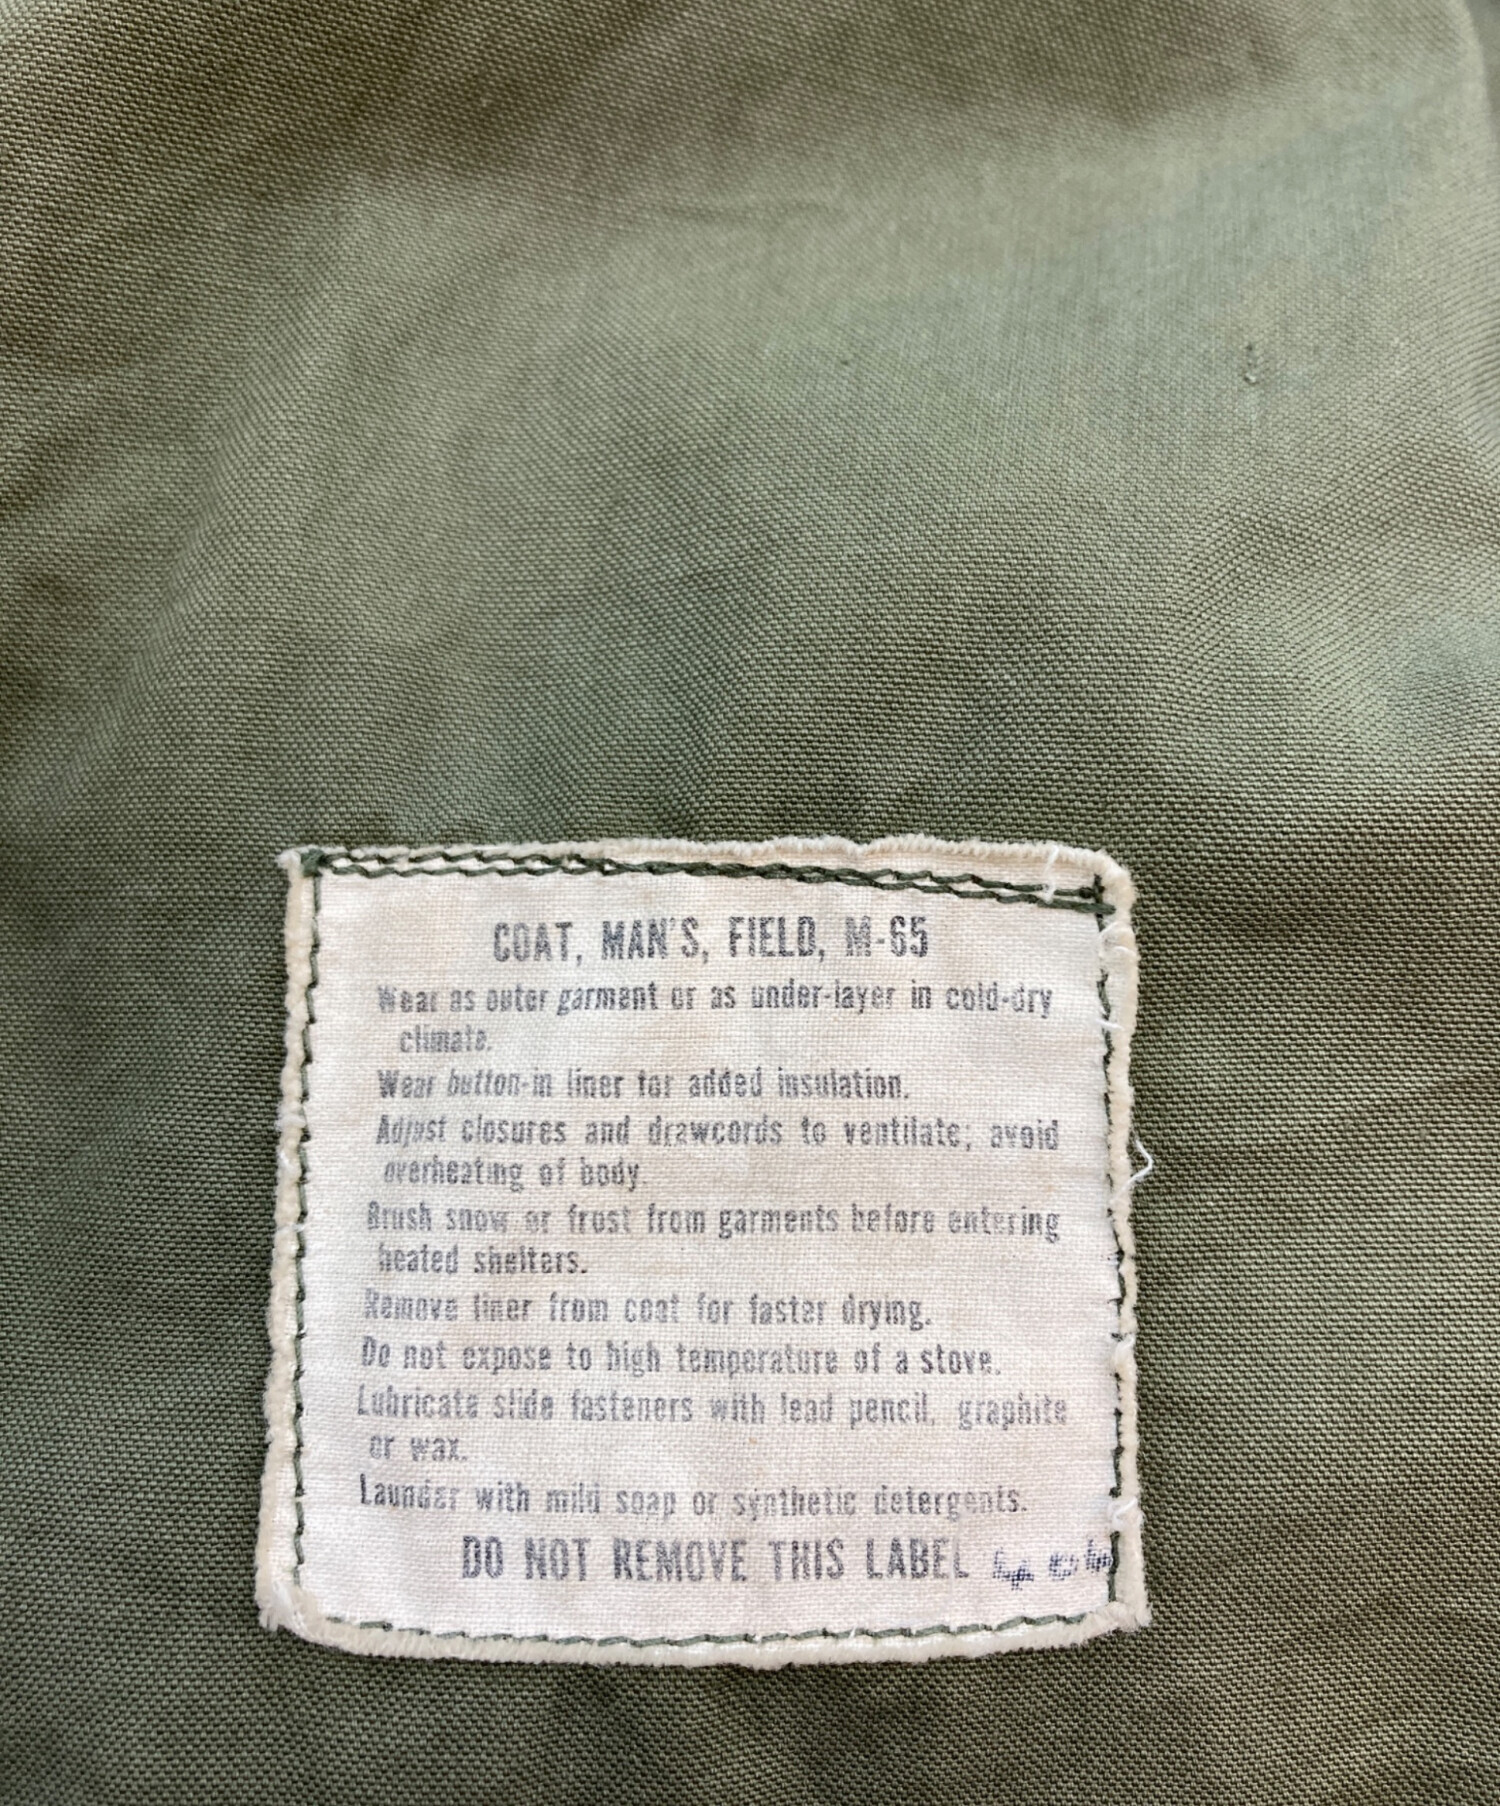 COAT, MAN'S, FIELD, M-65
Wear as outer garment or as under-layer in cold-dry
climate.
Wear button-in liner for added insulation.
Adjust closures and drawcords to ventilate; avoid
overheating of body.
Brush snow or frost from garments before entering
heated shelters.
Remove liner from coat for faster drying.
Do not expose to high temperature of a stove.
Lubricate slide fasteners with lead pencil, graphite
or wax.
Launder with mild soap or synthetic detergents.
DO NOT REMOVE THIS LABEL